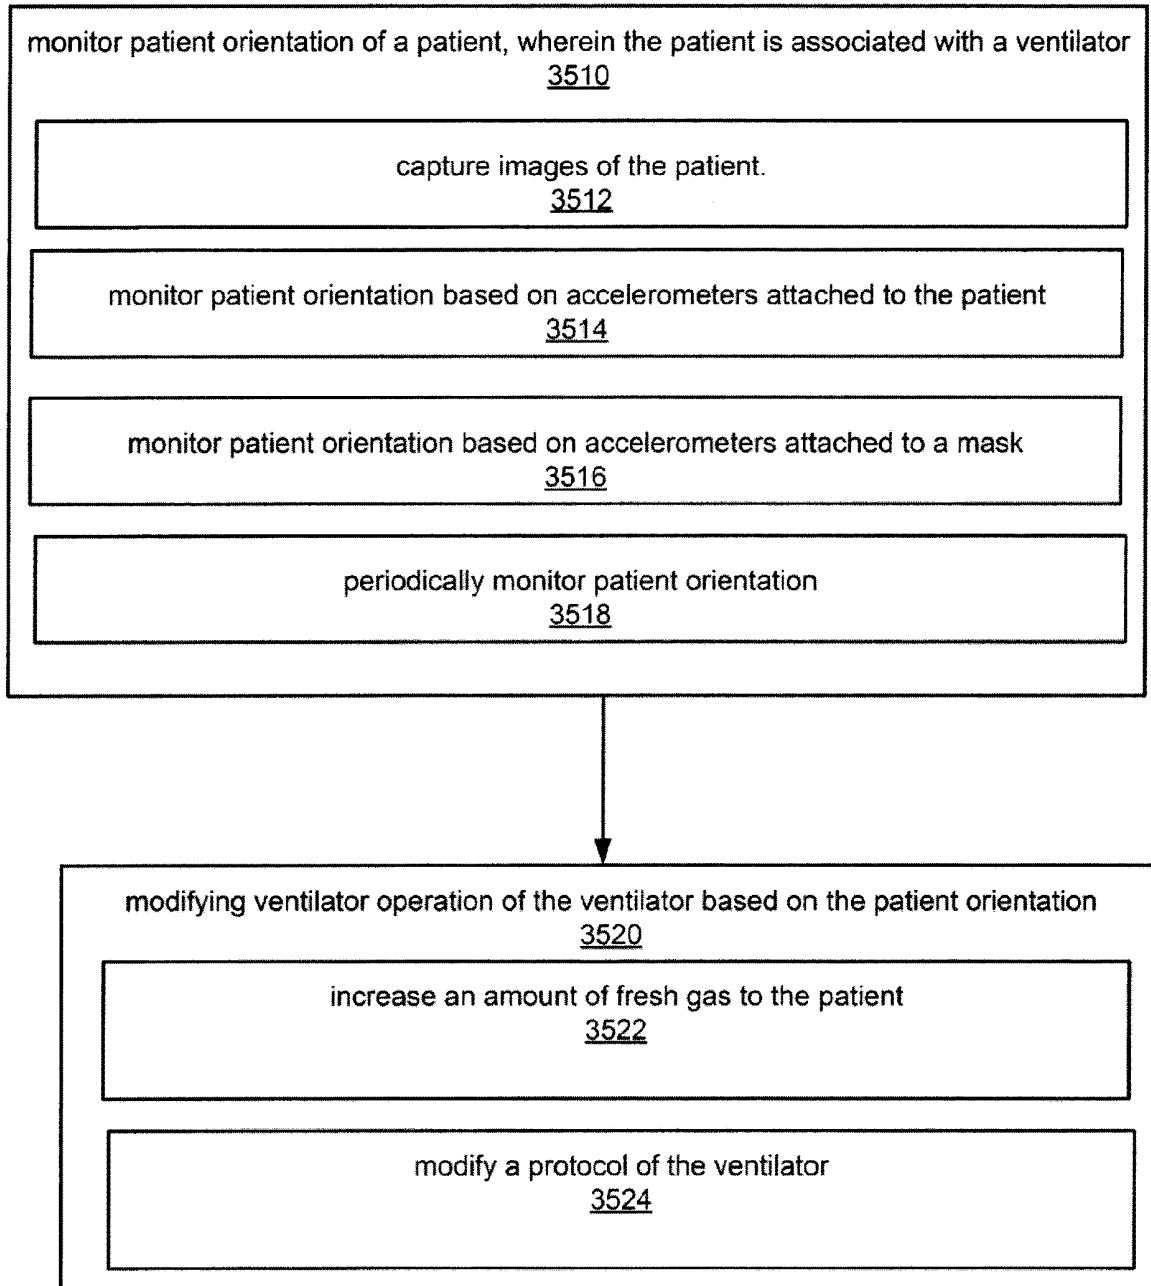 monitor patient orientation of a patient, wherein the patient is associated with a ventilator
3510
capture images of the patient.
3512
monitor patient orientation based on accelerometers attached to the patient
3514
monitor patient orientation based on accelerometers attached to a mask
3516
periodically monitor patient orientation
3518
modifying ventilator operation of the ventilator based on the patient orientation
3520
increase an amount of fresh gas to the patient
3522
modify a protocol of the ventilator
3524